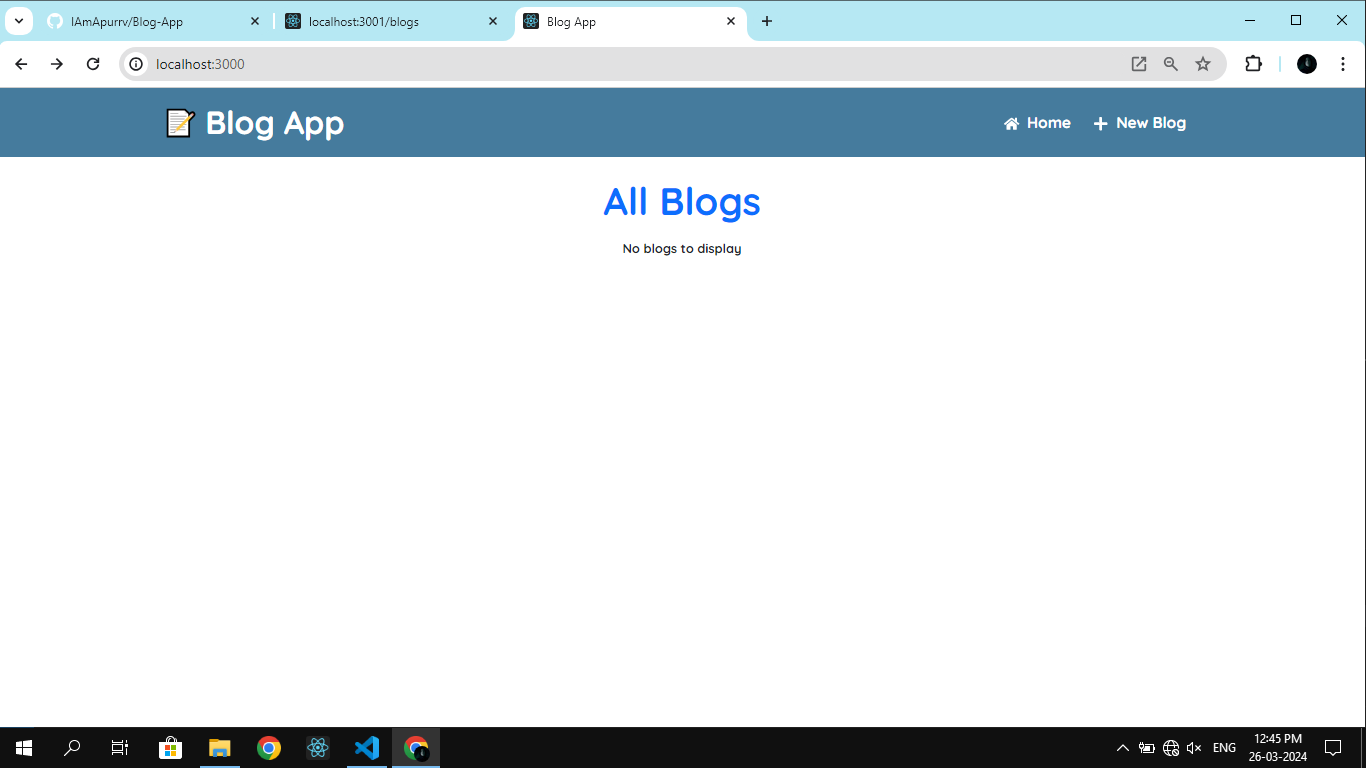 IAmApurrv/Blog-App
localhost:3001/blogs
Blog App
localhost:3000
Blog App
Home
New Blog
All Blogs
No blogs to display
ENG
12:45 PM
26-03-2024